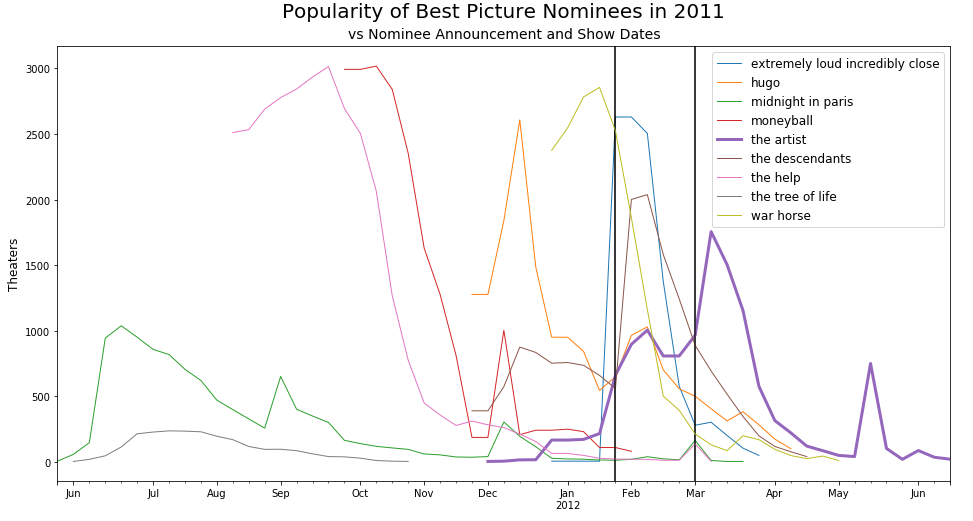 Popularity of Best Picture Nominees in 2011
vs Nominee Announcement and Show Dates
extremely loud incredibly close
hugo
midnight in paris
moneyball
the artist
the descendants
the help
the tree of life
war horse
Theaters
3000
2500
2000
1500
1000
500
0
Jun Jul Aug Sep Oct Nov Dec Jan Feb Mar Apr May Jun
2012